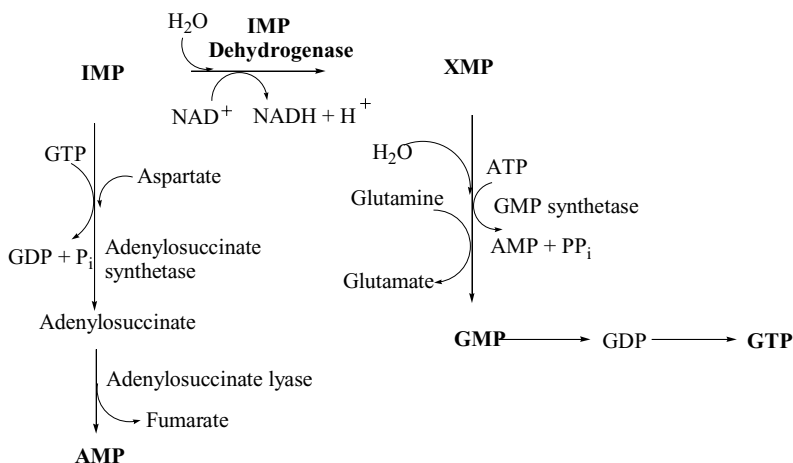 H2O
IMP
Dehydrogenase
IMP
XMP
NAD+
NADH + H+
GTP
Aspartate
GDP + Pi
Adenylosuccinate
synthetase
Adenylosuccinate
Adenylosuccinate lyase
Fumarate
AMP
H2O
ATP
Glutamine
GMP synthetase
AMP + PPi
Glutamate
GMP
GDP
GTP